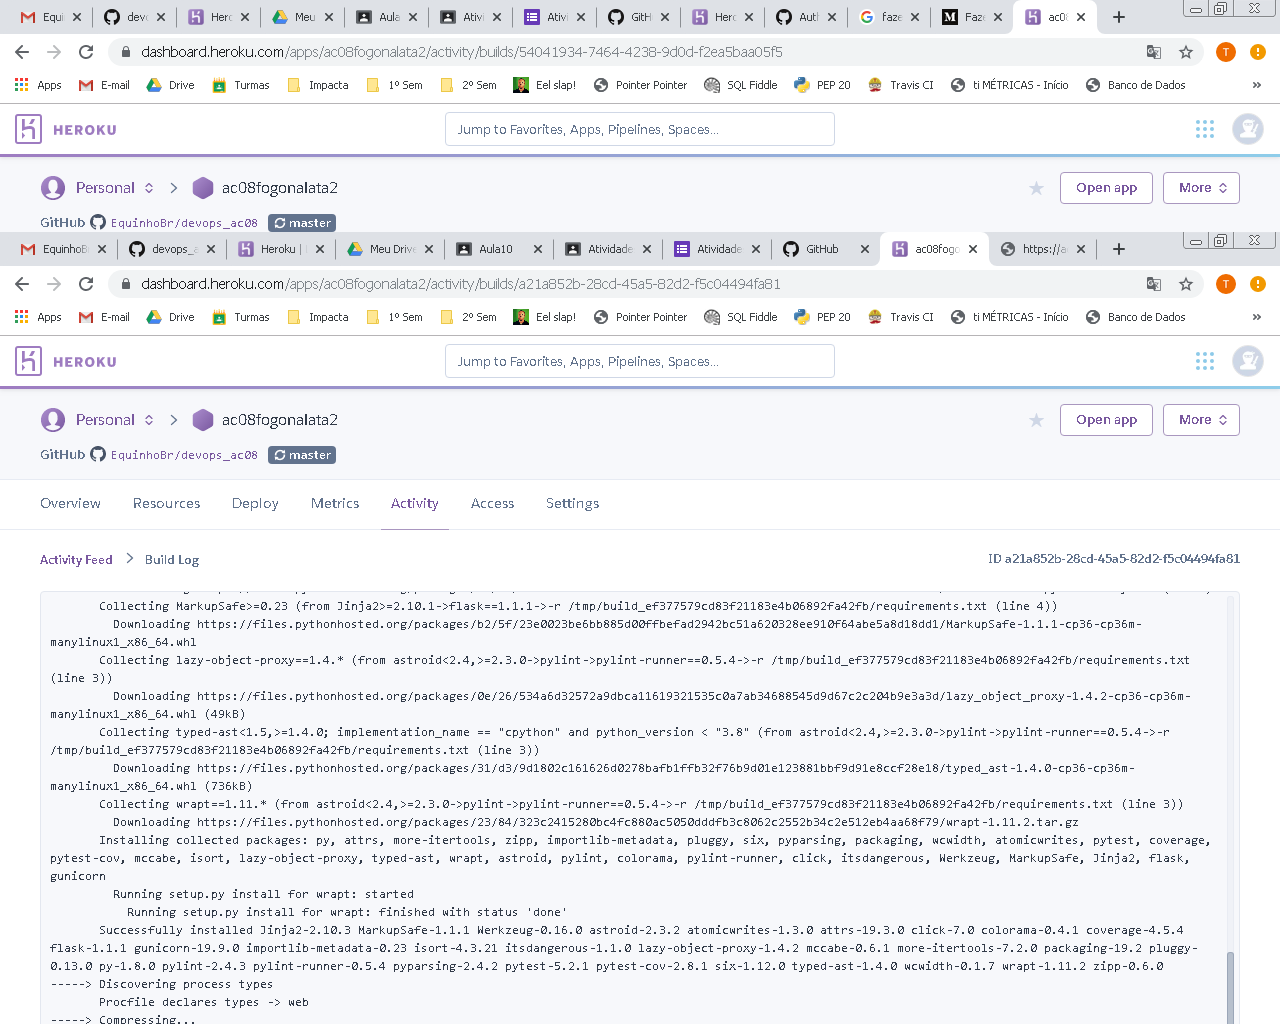 Equi
devo
Hero
Meu
Aula
Ativi
Ativi
GitH
Hero
Auth
faze
Faze
ac08
dashboard.heroku.com/apps/ac08fogonalata2/activity/builds/54041934-7464-4238-9d0d-f2ea5baa05f5
Apps E-mail Drive Turmas Impacta 1º Sem 2º Sem Eel slap! Pointer Pointer SQL Fiddle PEP 20 Travis CI ti MÉTRICAS - Início Banco de Dados »
HEROKU
Jump to Favorites, Apps, Pipelines, Spaces...
Personal > ac08fogonalata2
Open app More
GitHub EquinhoBr/devops_ac08 master
EquinhoB
devops_a
Heroku |
Meu Drive
Aula10
Atividade
Atividade
GitHub
ac08fogo
https://a
dashboard.heroku.com/apps/ac08fogonalata2/activity/builds/a21a852b-28cd-45a5-82d2-f5c04494fa81
Apps E-mail Drive Turmas Impacta 1º Sem 2º Sem Eel slap! Pointer Pointer SQL Fiddle PEP 20 Travis CI ti MÉTRICAS - Início Banco de Dados »
HEROKU
Jump to Favorites, Apps, Pipelines, Spaces...
Personal > ac08fogonalata2
Open app More
GitHub EquinhoBr/devops_ac08 master
Overview Resources Deploy Metrics Activity Access Settings
Activity Feed > Build Log
ID a21a852b-28cd-45a5-82d2-f5c04494fa81
Collecting MarkupSafe>=0.23 (from Jinja2>=2.10.1->flask==1.1.1->-r /tmp/build_ef377579cd83f21183e4b06892fa42fb/requirements.txt (line 4))
Downloading https://files.pythonhosted.org/packages/b2/5f/23e0023be6bb885d00ffbefad2942bc51a620328ee910f64abe5a8d18dd1/MarkupSafe-1.1.1-cp36-cp36m-
manylinux1_x86_64.whl
Collecting lazy-object-proxy==1.4.* (from astroid<2.4,>=2.3.0->pylint->pylint-runner==0.5.4->-r /tmp/build_ef377579cd83f21183e4b06892fa42fb/requirements.txt
(line 3))
Downloading https://files.pythonhosted.org/packages/0e/26/534a6d32572a9dbca11619321535c0a7ab34688545d9d67c2c204b9e3a3d/lazy_object_proxy-1.4.2-cp36-cp36m-
manylinux1_x86_64.whl (49kB)
Collecting typed-ast<1.5,>=1.4.0; implementation_name == "cpython" and python_version < "3.8" (from astroid<2.4,>=2.3.0->pylint->pylint-runner==0.5.4->-r
/tmp/build_ef377579cd83f21183e4b06892fa42fb/requirements.txt (line 3))
Downloading https://files.pythonhosted.org/packages/31/d3/9d1802c161626d0278bafb1ffb32f76b9d01e123881bbf9d91e8ccf28e18/typed_ast-1.4.0-cp36-cp36m-
manylinux1_x86_64.whl (736kB)
Collecting wrapt==1.11.* (from astroid<2.4,>=2.3.0->pylint->pylint-runner==0.5.4->-r /tmp/build_ef377579cd83f21183e4b06892fa42fb/requirements.txt (line 3))
Downloading https://files.pythonhosted.org/packages/23/84/323c2415280bc4fc880ac5050dddfb3c8062c2552b34c2e512eb4aa68f79/wrapt-1.11.2.tar.gz
Installing collected packages: py, attrs, more-itertools, zipp, importlib-metadata, pluggy, six, pyparsing, packaging, wcwidth, atomicwrites, pytest, coverage,
pytest-cov, mccabe, isort, lazy-object-proxy, typed-ast, wrapt, astroid, pylint, colorama, pylint-runner, click, itsdangerous, Werkzeug, MarkupSafe, Jinja2, flask,
gunicorn
Running setup.py install for wrapt: started
Running setup.py install for wrapt: finished with status 'done'
Successfully installed Jinja2-2.10.3 MarkupSafe-1.1.1 Werkzeug-0.16.0 astroid-2.3.2 atomicwrites-1.3.0 attrs-19.3.0 click-7.0 colorama-0.4.1 coverage-4.5.4
flask-1.1.1 gunicorn-19.9.0 importlib-metadata-0.23 isort-4.3.21 itsdangerous-1.1.0 lazy-object-proxy-1.4.2 mccabe-0.6.1 more-itertools-7.2.0 packaging-19.2 pluggy-
0.13.0 py-1.8.0 pylint-2.4.3 pylint-runner-0.5.4 pyparsing-2.4.2 pytest-5.2.1 pytest-cov-2.8.1 six-1.12.0 typed-ast-1.4.0 wcwidth-0.1.7 wrapt-1.11.2 zipp-0.6.0
-----> Discovering process types
Procfile declares types -> web
-----> Compressing...